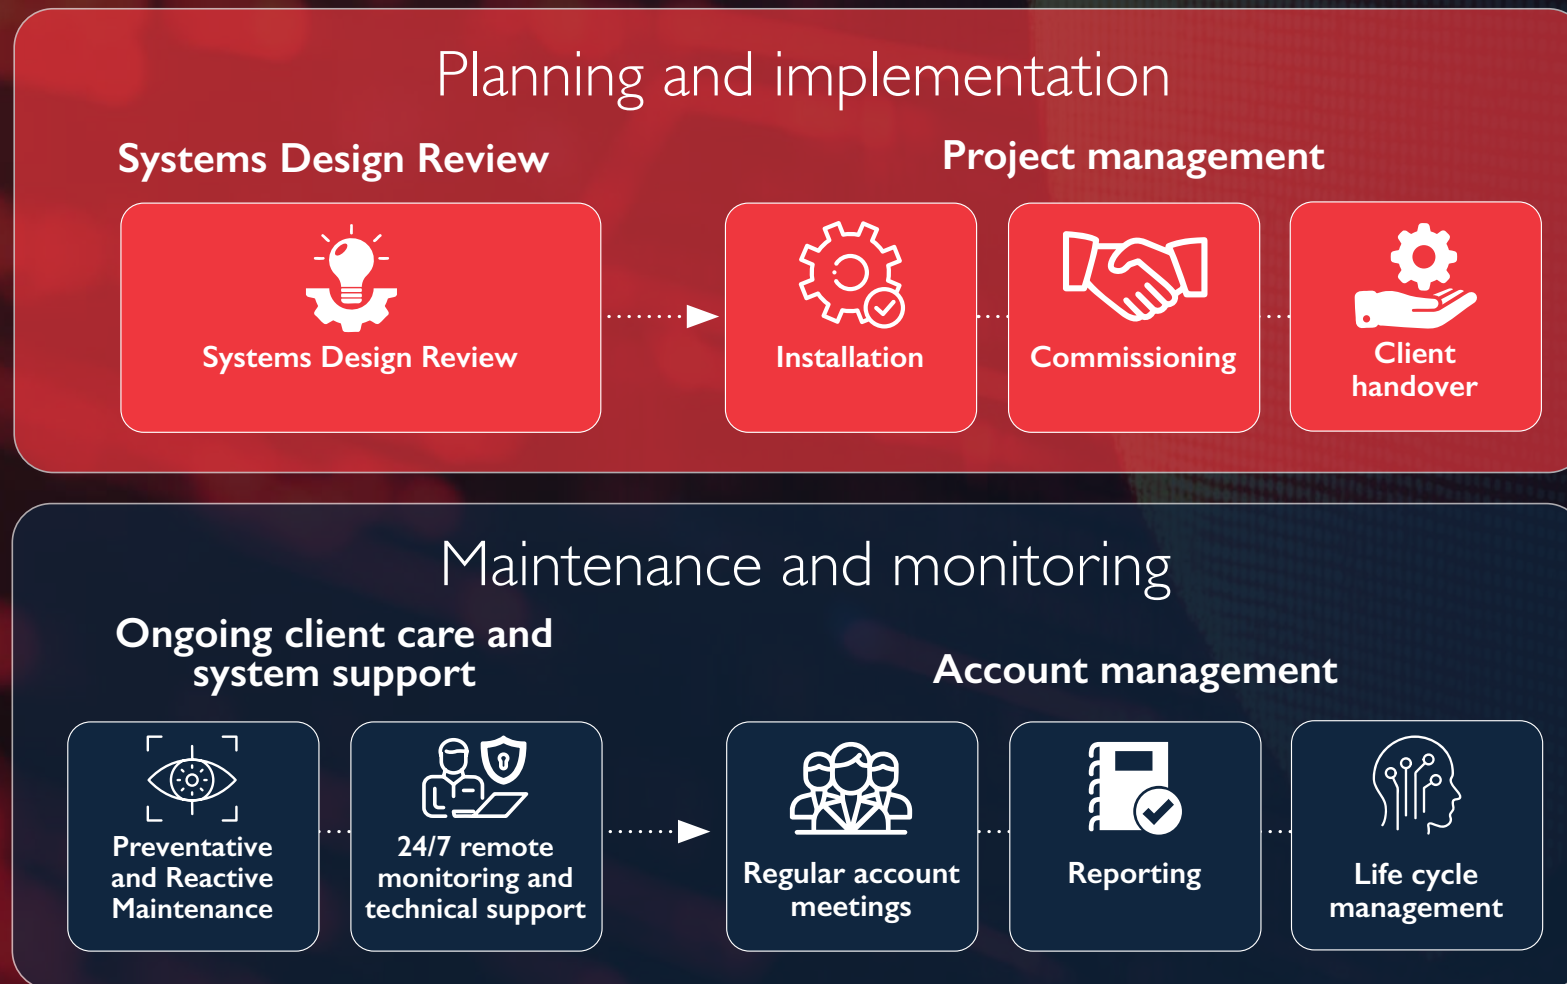 Planning and implementation
Systems Design Review
Project management
Systems Design Review
Installation
Commissioning
Client
handover
Maintenance and monitoring
Ongoing client care and
system support
Account management
Preventative
and Reactive
Maintenance
24/7 remote
monitoring and
technical support
Regular account
meetings
Reporting
Life cycle
management